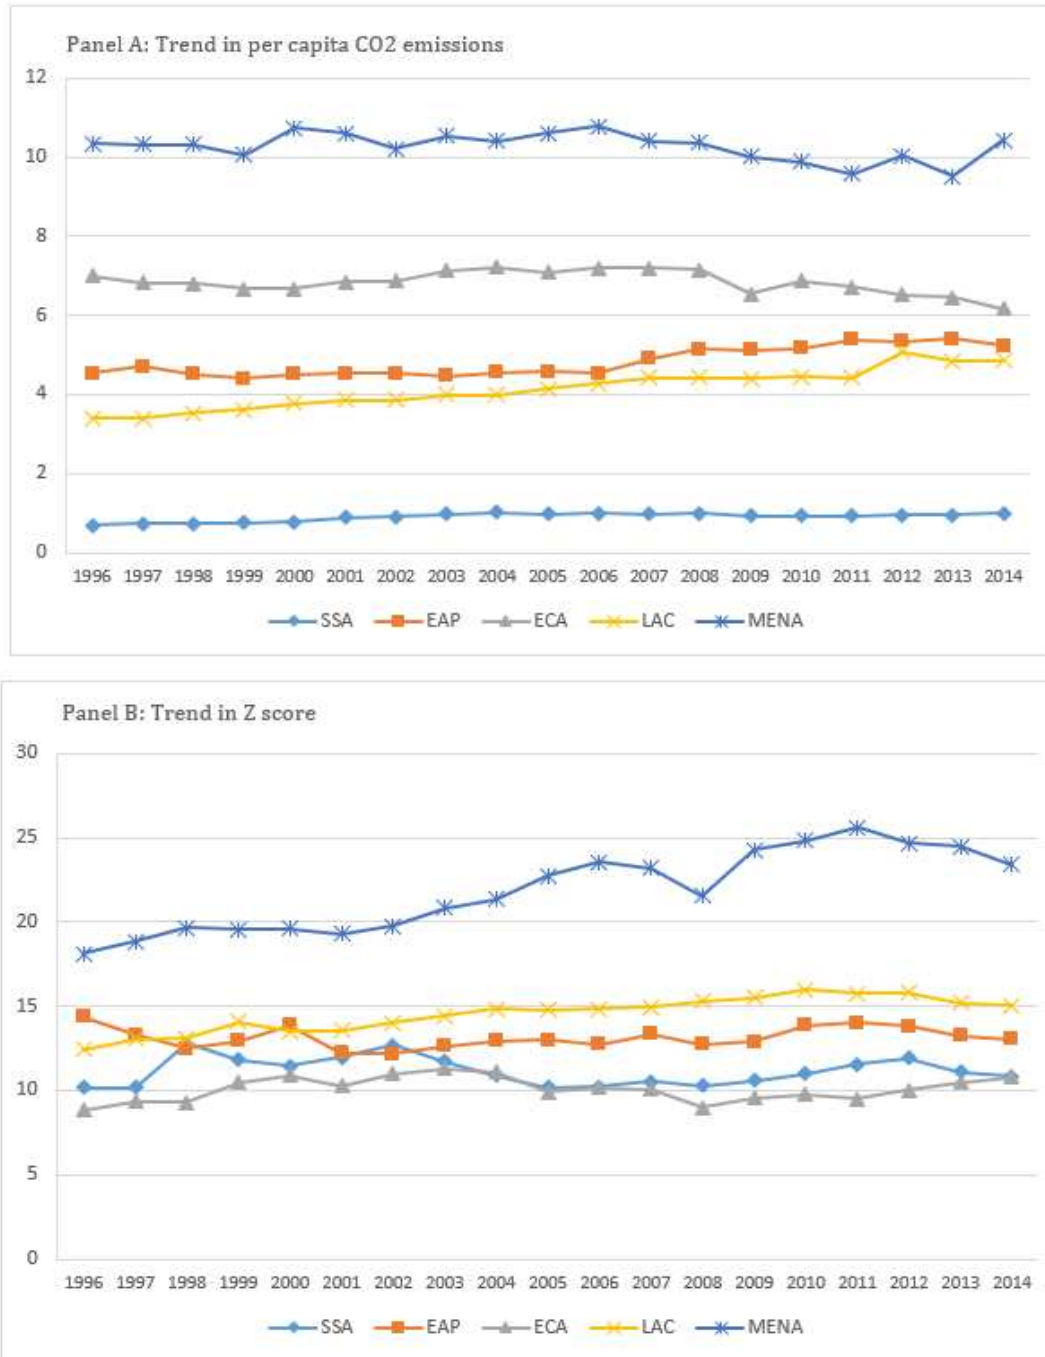 Panel A: Trend in per capita CO2 emissions
12
10
8
6
4
2
0
1996 1997 1998 1999 2000 2001 2002 2003 2004 2005 2006 2007 2008 2009 2010 2011 2012 2013 2014
SSA EAP ECA LAC MENA
Panel B: Trend in Z score
30
25
20
15
10
5
0
1996 1997 1998 1999 2000 2001 2002 2003 2004 2005 2006 2007 2008 2009 2010 2011 2012 2013 2014
SSA EAP ECA LAC MENA